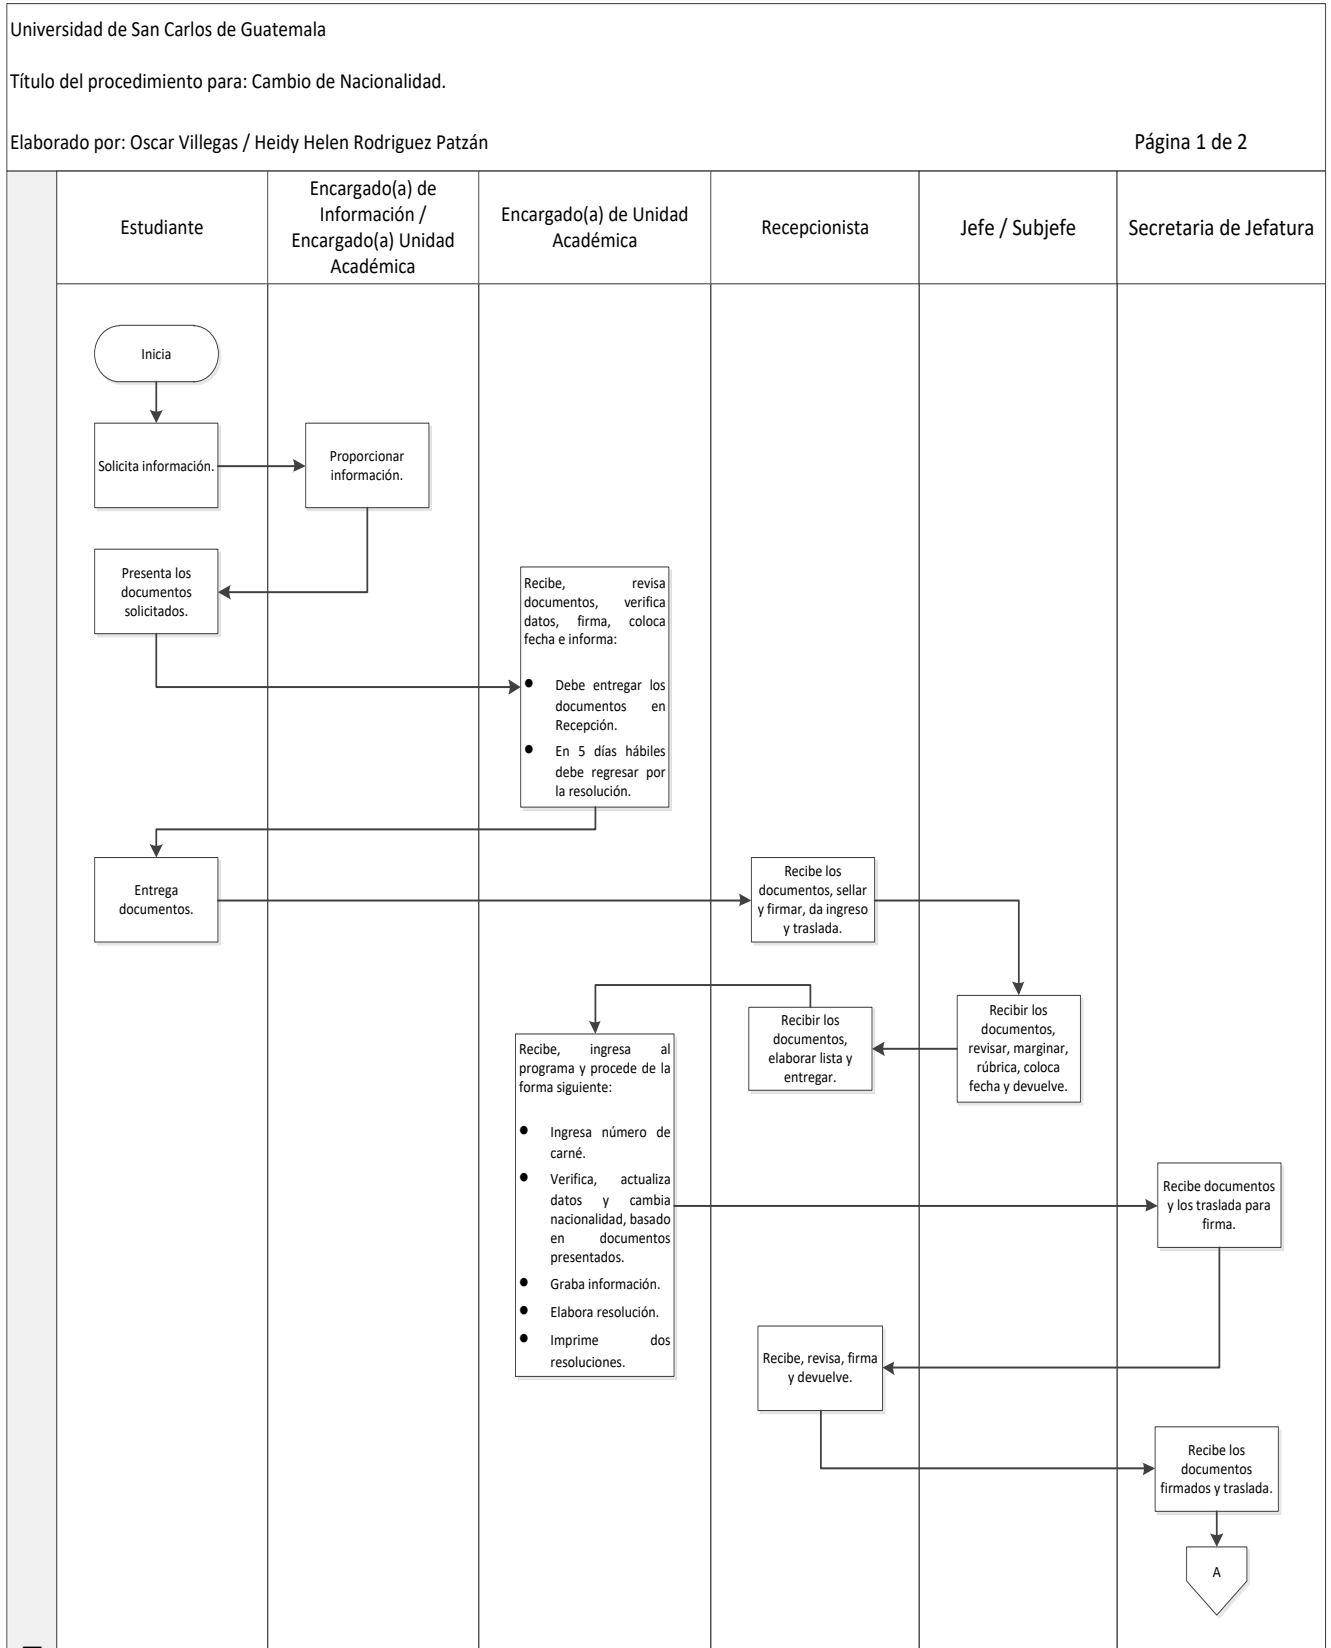 Universidad de San Carlos de Guatemala
Título del procedimiento para: Cambio de Nacionalidad.
Elaborado por: Oscar Villegas / Heidy Helen Rodriguez Patzán
Página 1 de 2
Estudiante
Encargado(a) de
Información /
Encargado(a) Unidad
Académica
Encargado(a) de Unidad
Académica
Recepcionista
Jefe / Subjefe
Secretaria de Jefatura
Inicia
Solicita información.
Proporcionar
información.
Presenta los
documentos
solicitados.
Recibe, revisa
documentos, verifica
datos, firma, coloca
fecha e informa:
● Debe entregar los
documentos en
Recepción.
● En 5 días hábiles
debe regresar por
la resolución.
Entrega
documentos.
Recibe los
documentos, sellar
y firmar, da ingreso
y traslada.
Recibir los
documentos,
revisar, marginar,
rúbrica, coloca
fecha y devuelve.
Recibir los
documentos,
elaborar lista y
entregar.
Recibe, ingresa al
programa y procede de la
forma siguiente:
● Ingresa número de
carné.
● Verifica, actualiza
datos y cambia
nacionalidad, basado
en documentos
presentados.
● Graba información.
● Elabora resolución.
● Imprime dos
resoluciones.
Recibe documentos
y los traslada para
firma.
Recibe, revisa, firma
y devuelve.
Recibe los
documentos
firmados y traslada.
A